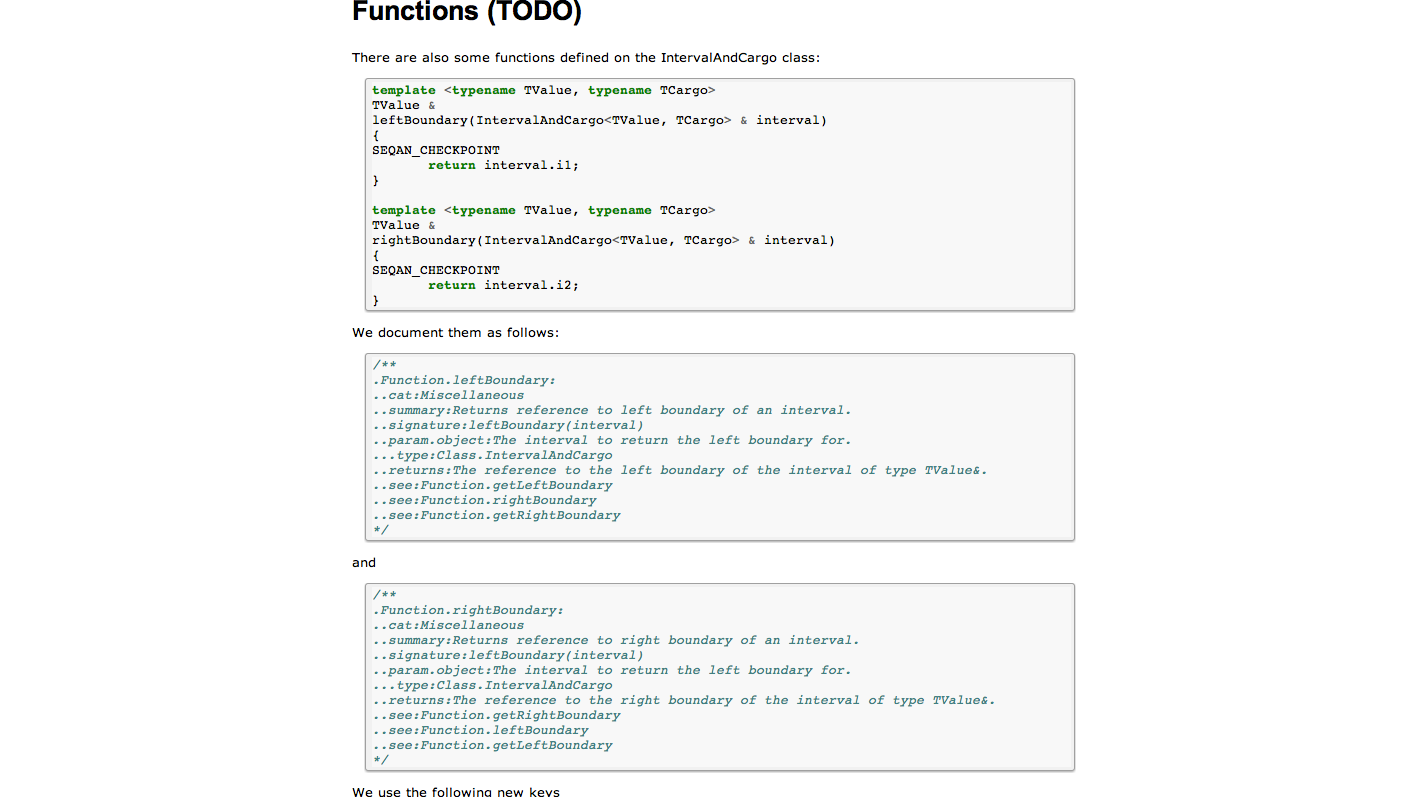 Functions (TODO)
There are also some functions defined on the IntervalAndCargo class:
template <typename TValue, typename TCargo>
TValue &
leftBoundary(IntervalAndCargo<TValue, TCargo> & interval)
{
SEQAN_CHECKPOINT
return interval.i1;
}
template <typename TValue, typename TCargo>
TValue &
rightBoundary(IntervalAndCargo<TValue, TCargo> & interval)
{
SEQAN_CHECKPOINT
return interval.i2;
}
We document them as follows:
/**
.Function.leftBoundary:
..cat:Miscellaneous
..summary:Returns reference to left boundary of an interval.
..signature:leftBoundary(interval)
..param.object:The interval to return the left boundary for.
...type:Class.IntervalAndCargo
..returns:The reference to the left boundary of the interval of type TValue&.
..see:Function.getLeftBoundary
..see:Function.rightBoundary
..see:Function.getRightBoundary
*/
and
/**
.Function.rightBoundary:
..cat:Miscellaneous
..summary:Returns reference to right boundary of an interval.
..signature:leftBoundary(interval)
..param.object:The interval to return the left boundary for.
...type:Class.IntervalAndCargo
..returns:The reference to the right boundary of the interval of type TValue&.
..see:Function.getRightBoundary
..see:Function.leftBoundary
..see:Function.getLeftBoundary
*/
We use the following new keys